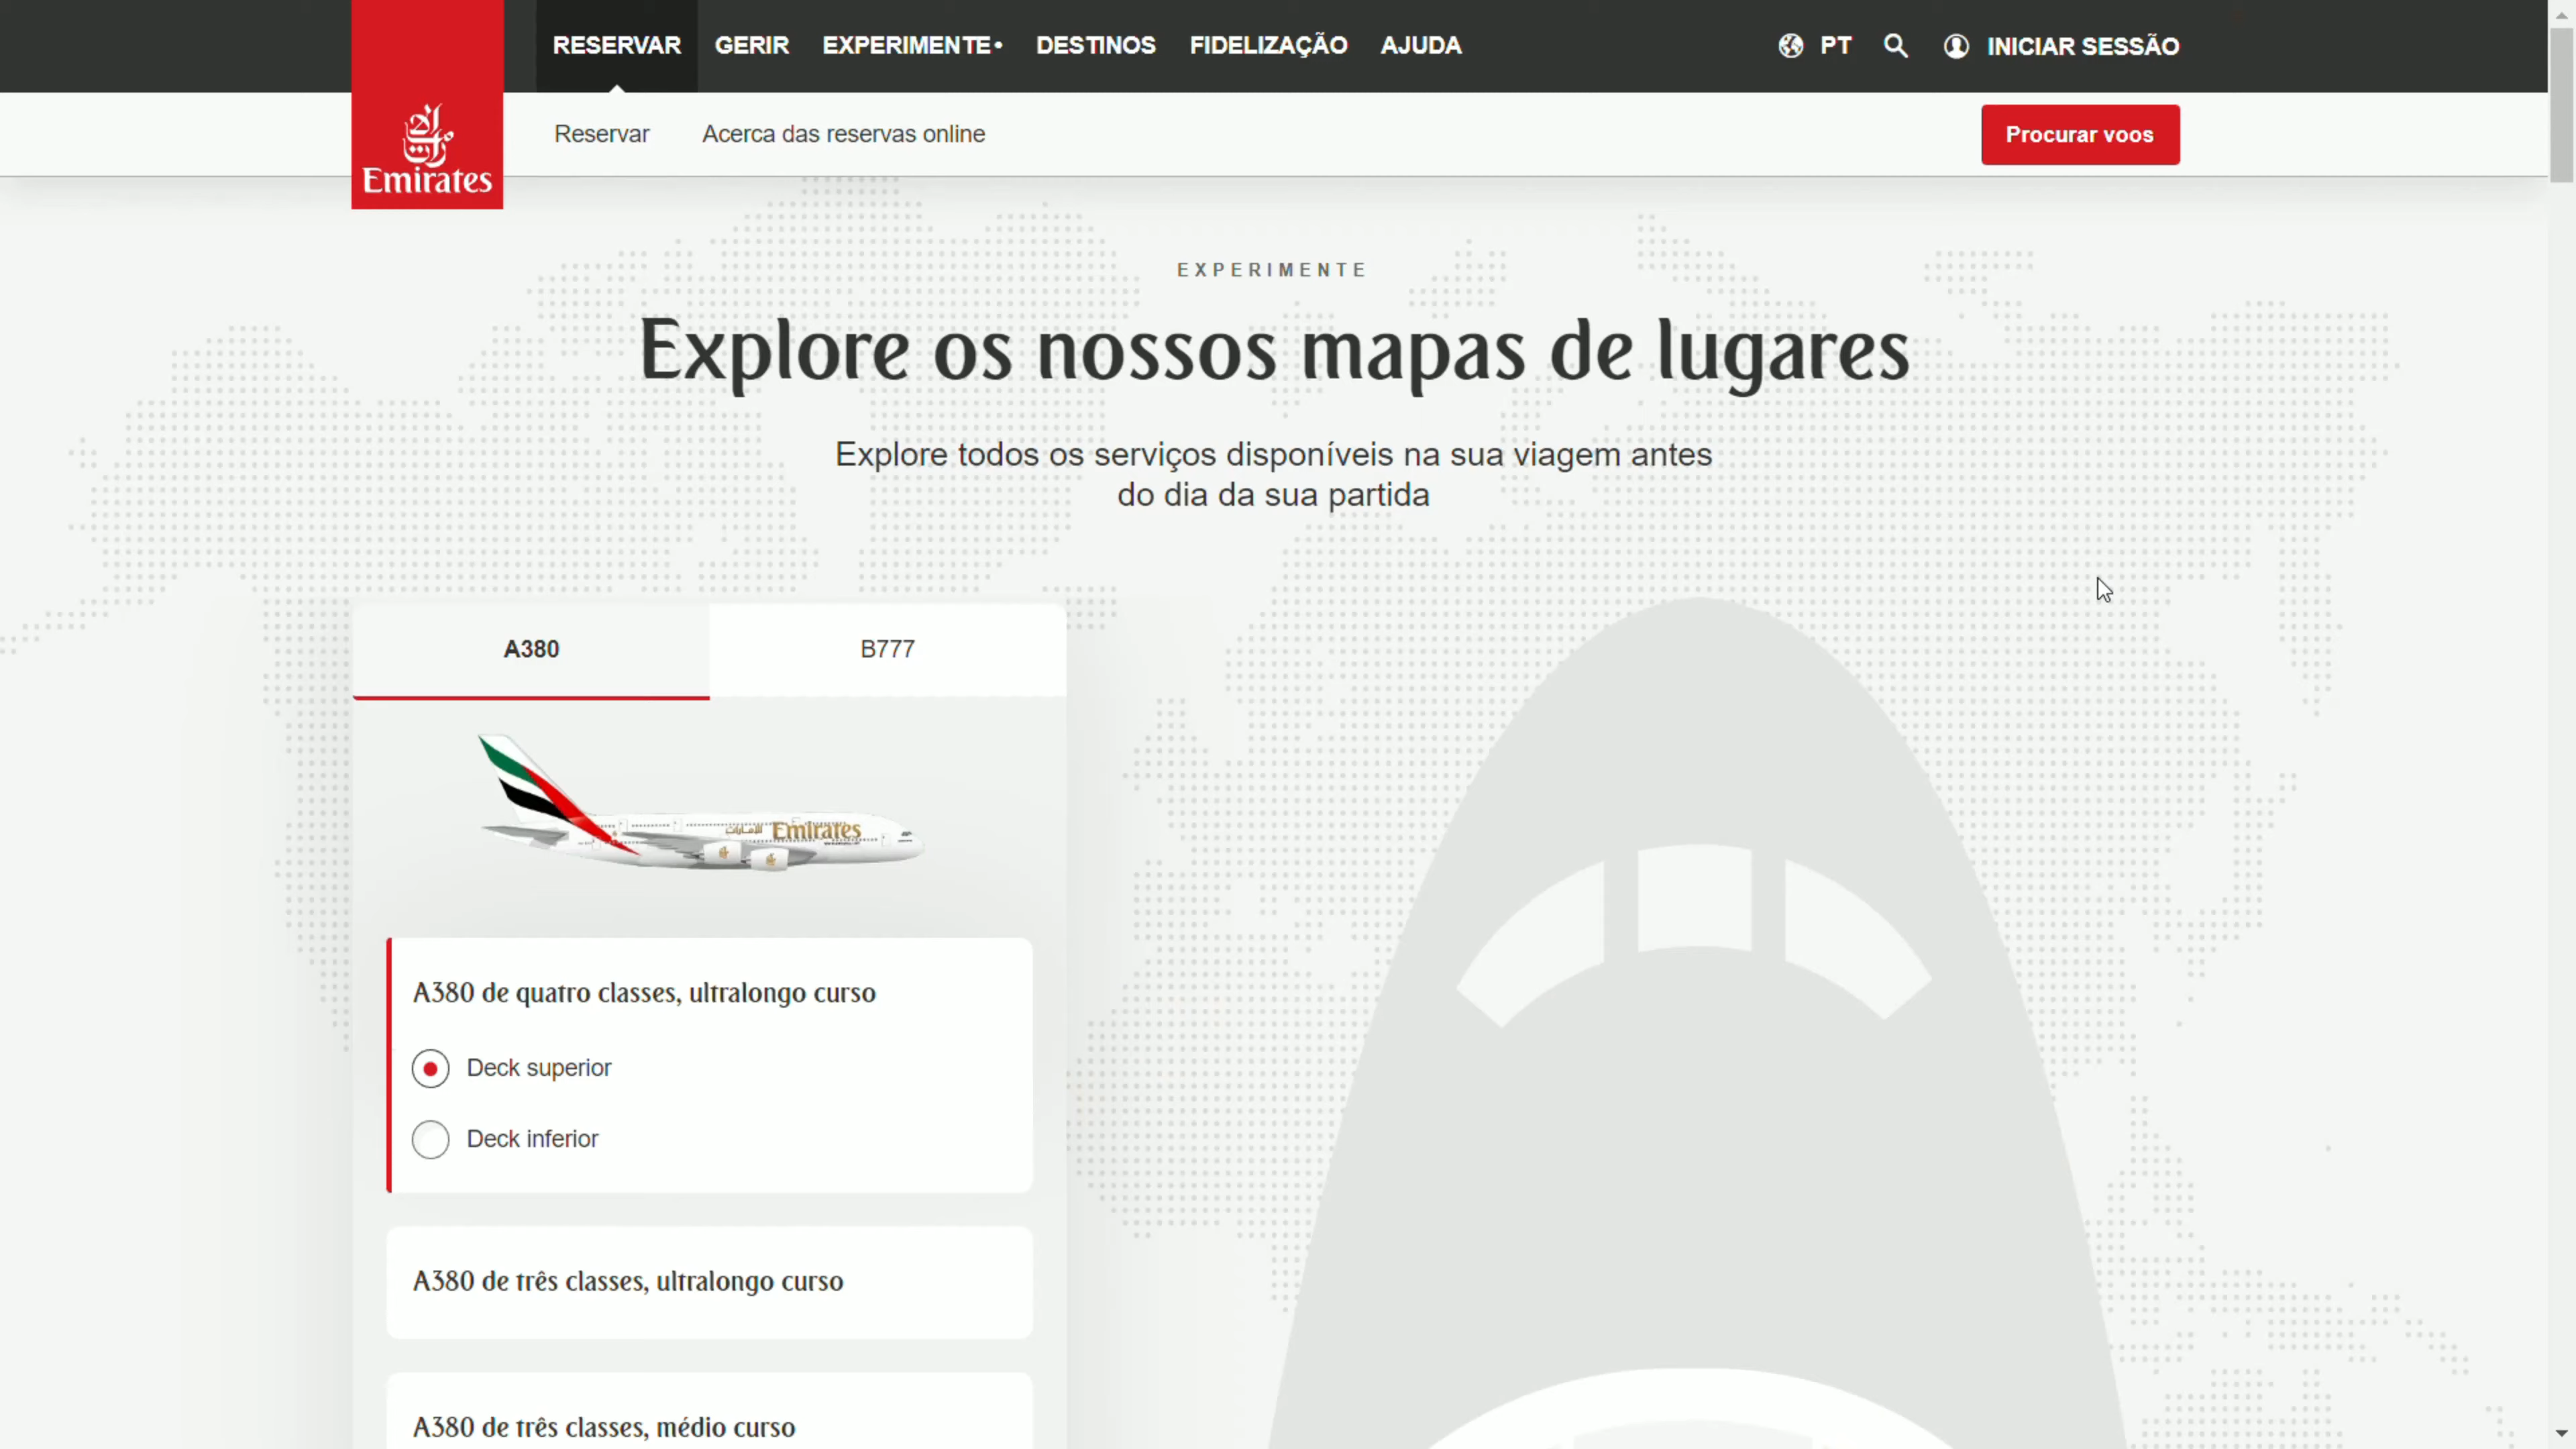 RESERVAR GERIR EXPERIMENTE• DESTINOS FIDELIZAÇÃO AJUDA PT INICIAR SESSÃO
Emirates
Reservar Acerca das reservas online Procurar voos
EXPERIMENTE
Explore os nossos mapas de lugares
Explore todos os serviços disponíveis na sua viagem antes
do dia da sua partida
A380 B777
الإمارات Emirates
A380 de quatro classes, ultralongo curso
Deck superior
Deck inferior
A380 de três classes, ultralongo curso
A380 de três classes, médio curso